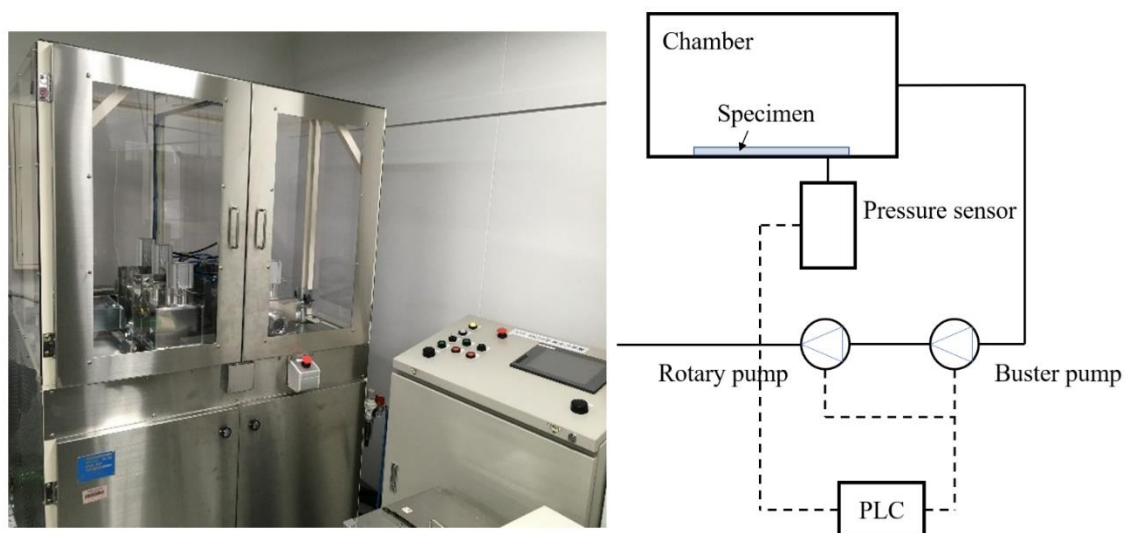 Chamber
Specimen
Pressure sensor
Rotary pump
Buster pump
PLC